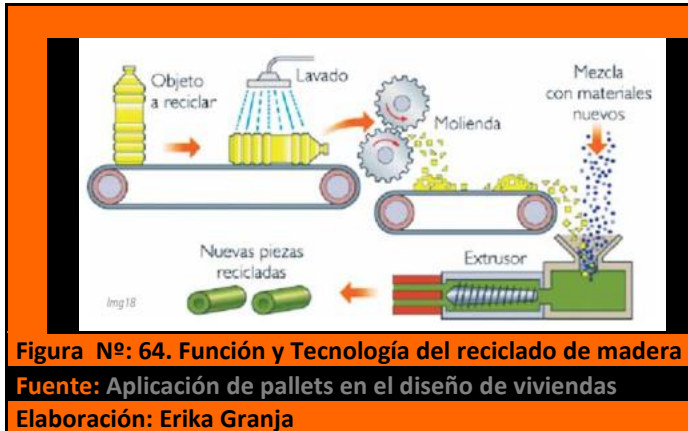 Objeto
a reciclar
Lavado
Molienda
Mezcla
con materiales
nuevos
Nuevas piezas
recicladas
Extrusor
Img18
Figura Nº: 64. Función y Tecnología del reciclado de madera
Fuente: Aplicación de pallets en el diseño de viviendas
Elaboración: Erika Granja